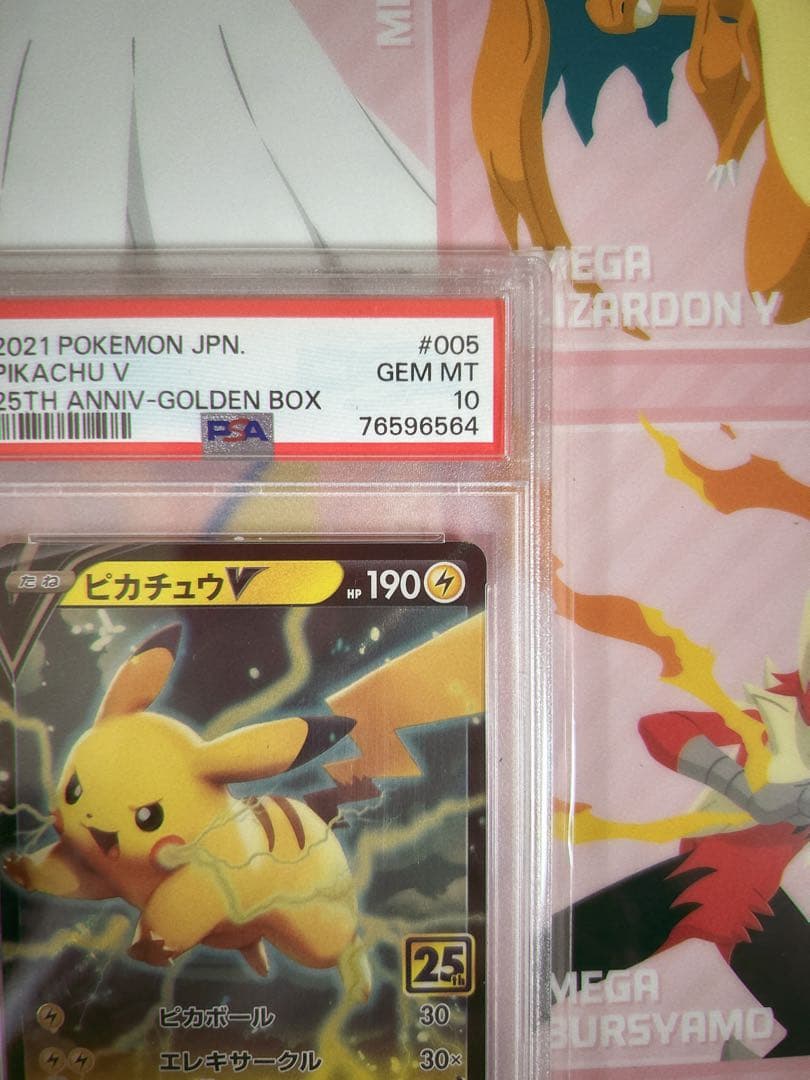 MI
MEGA
LIZARDON Y
2021 POKEMON JPN. #005
PIKACHU V GEM MT
25TH ANNIV-GOLDEN BOX 10
PSA 76596564
たね ピカチュウV HP 190
25th
ピカボール 30
エレキサークル 30×
MEGA
BURSYAMO